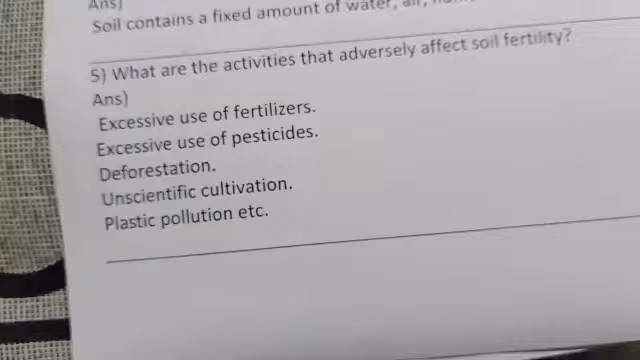 Ans)
Soil contains a fixed amount of water, air,
5) What are the activities that adversely affect soil fertility?
Ans)
Excessive use of fertilizers.
Excessive use of pesticides.
Deforestation.
Unscientific cultivation.
Plastic pollution etc.